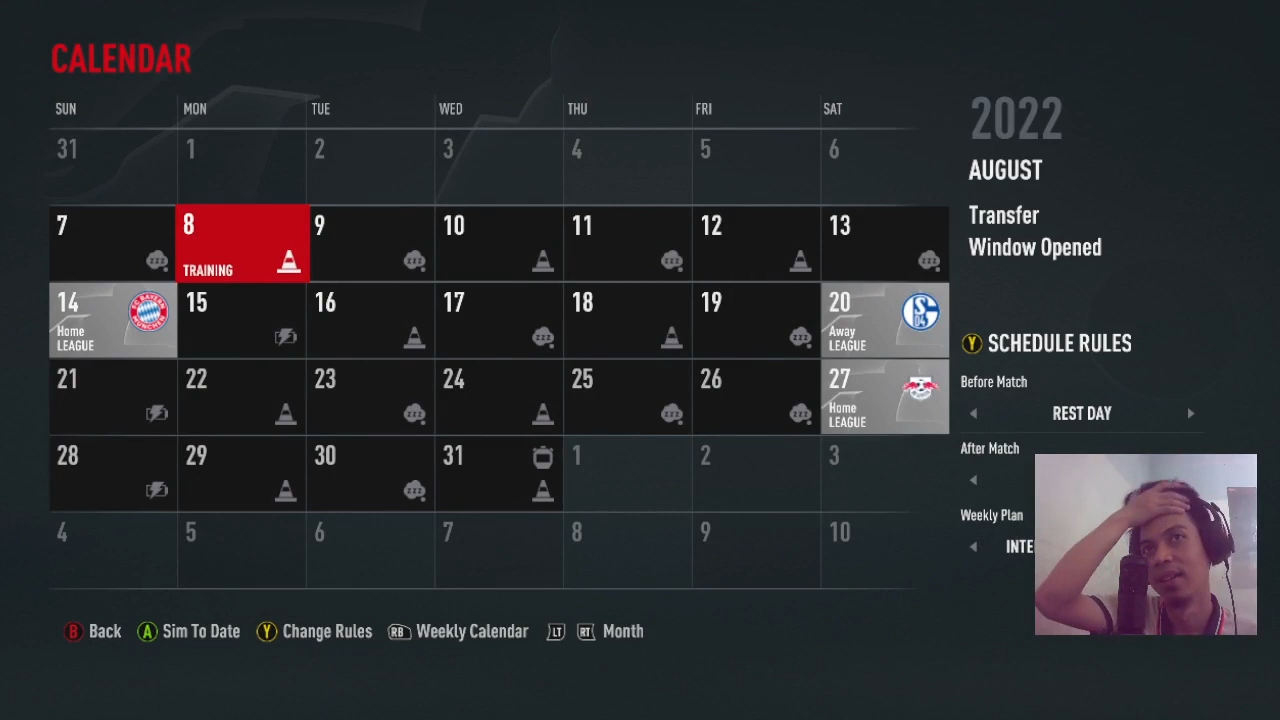 CALENDAR
SUN MON TUE WED THU FRI SAT
31 1 2 3 4 5 6
7 8 9 10 11 12 13
TRAINING
14 15 16 17 18 19 20
Home Away
LEAGUE LEAGUE
21 22 23 24 25 26 27
Home
LEAGUE
28 29 30 31 1 2 3
4 5 6 7 8 9 10
2022
AUGUST
Transfer
Window Opened
Y SCHEDULE RULES
Before Match
REST DAY
After Match
Weekly Plan
INTE
B Back A Sim To Date Y Change Rules RB Weekly Calendar LT RT Month